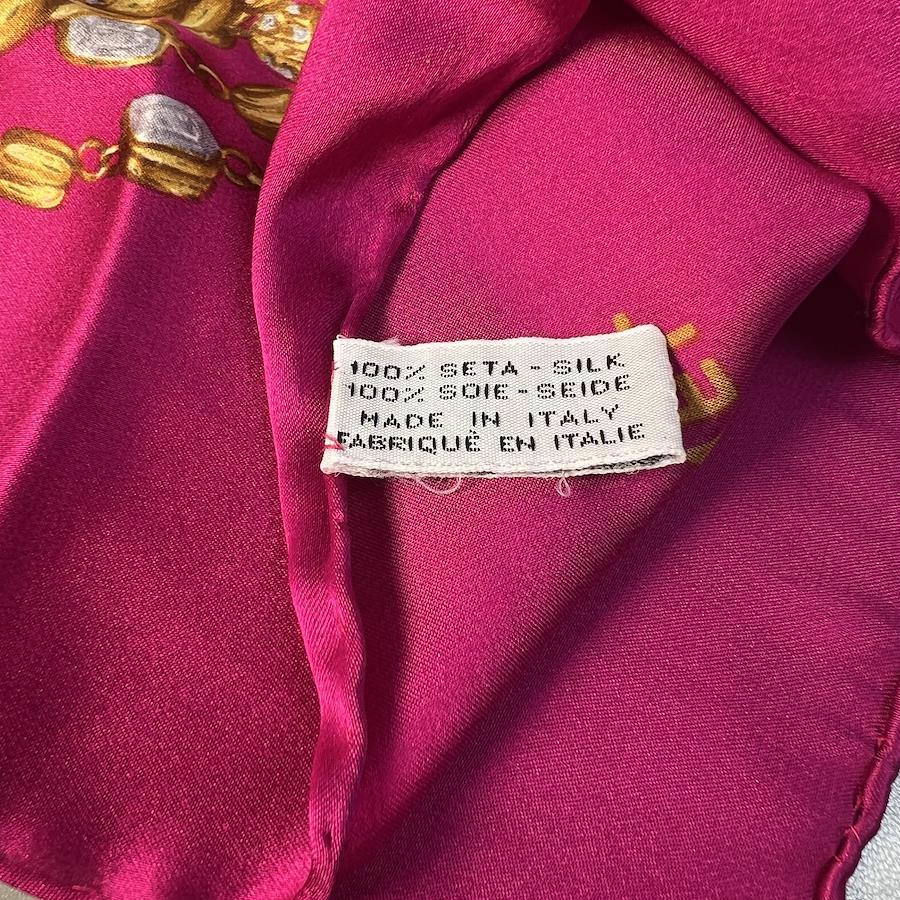 100% SETA - SILK
100% SOIE - SEIDE
MADE IN ITALY
FABRIQUÉ EN ITALIE